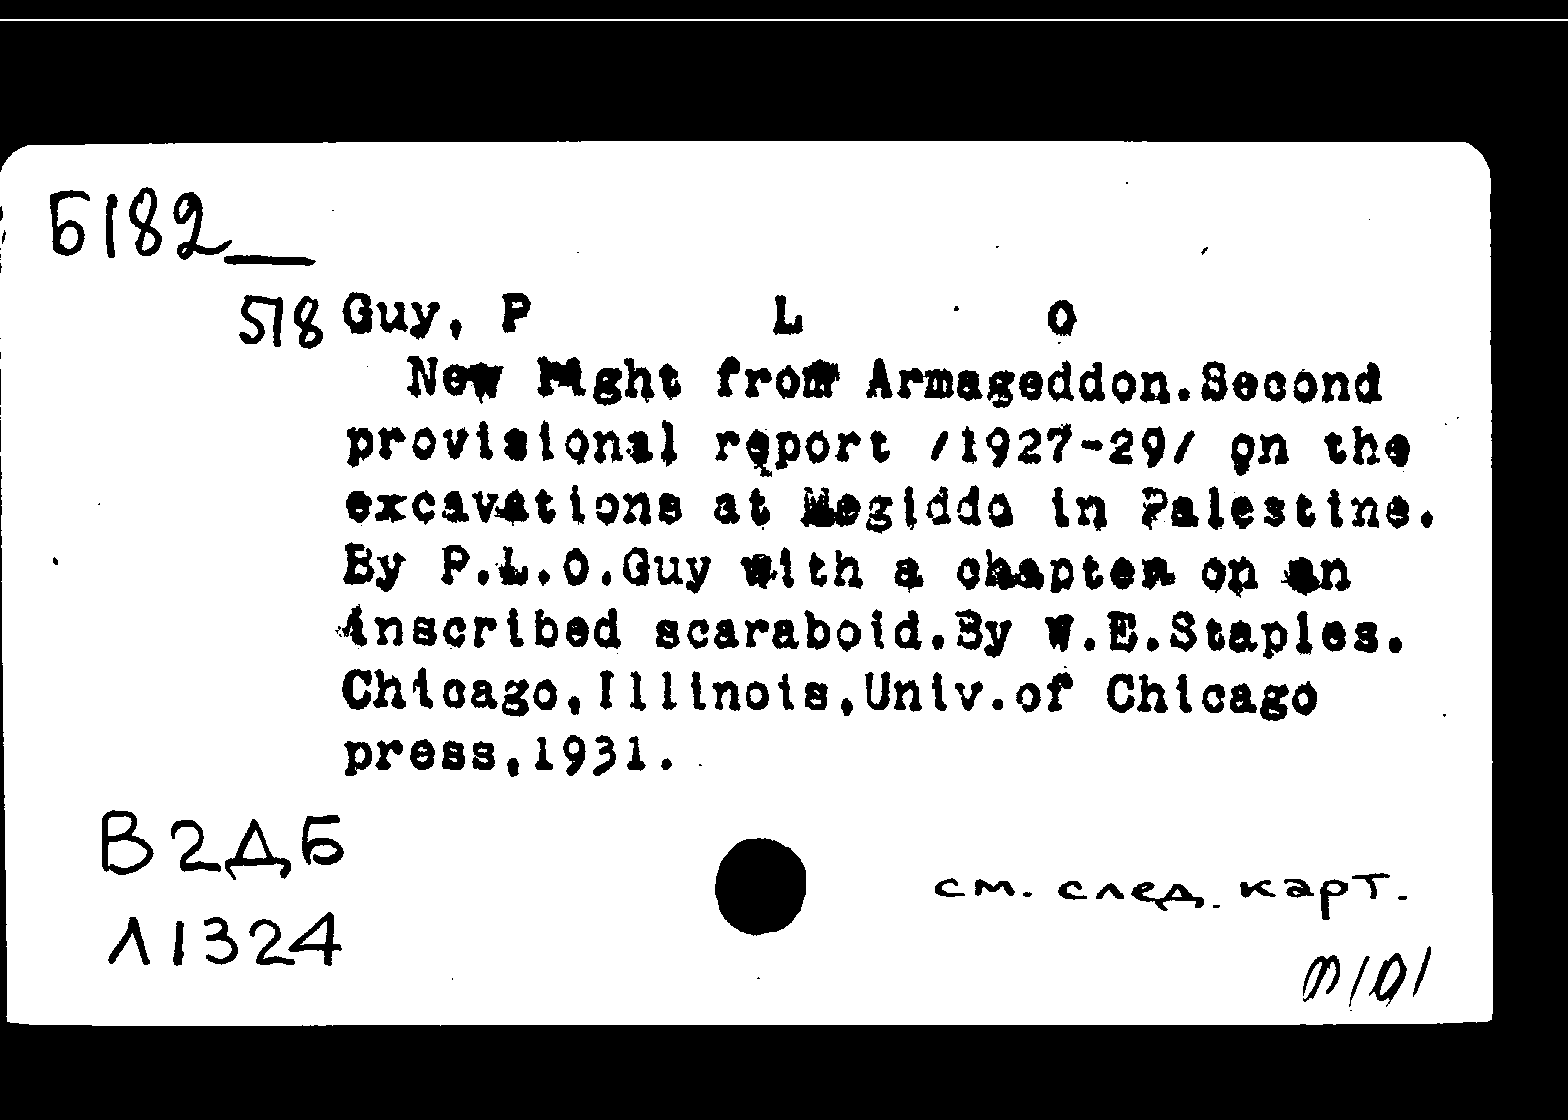 Б182
518 Guy, P L O
New Light from Armageddon.Second
provisional report /1927-29/ on the
excavations at Megiddo in Palestine.
By P.L.O.Guy with a chapter on an
inscribed scaraboid.By W.E.Staples.
Chicago,Illinois,Univ.of Chicago
press,1931.
В2ДБ
Л1324
см. след. карт.